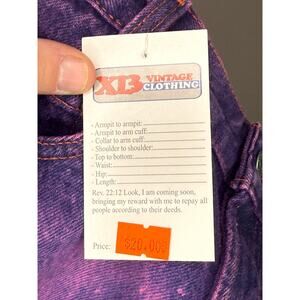 XB VINTAGE
CLOTHING
- Armpit to armpit:
- Armpit to arm cuff:
- Collar to arm cuff:
- Shoulder to shoulder:
- Top to bottom:
- Waist:
- Hip:
- Length:
Rev. 22:12 Look, I am coming soon,
bringing my reward with me to repay all
people according to their deeds.
Price:
$20.00